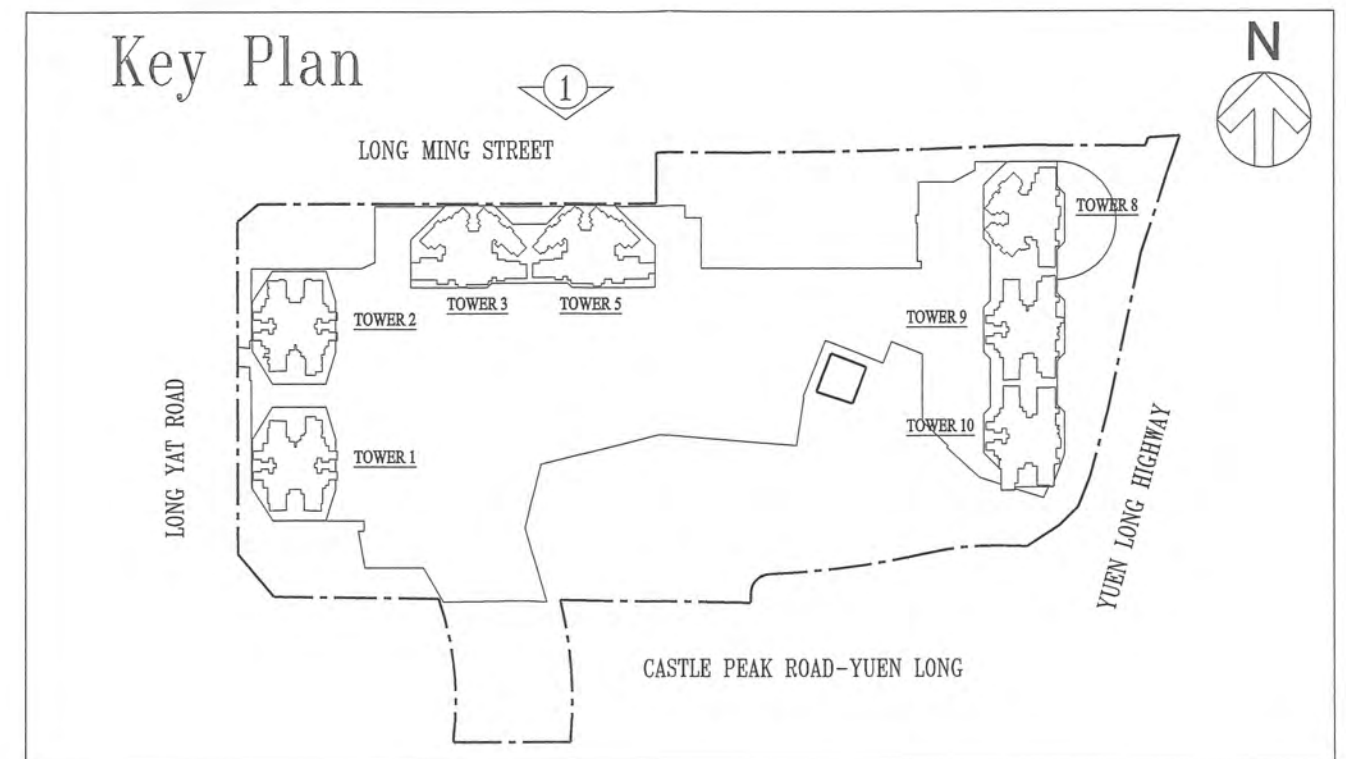 Key Plan
N
1
LONG MING STREET
TOWER 8
TOWER 3
TOWER 5
TOWER 2
TOWER 9
TOWER 10
TOWER 1
LONG YAT ROAD
YUEN LONG HIGHWAY
CASTLE PEAK ROAD-YUEN LONG